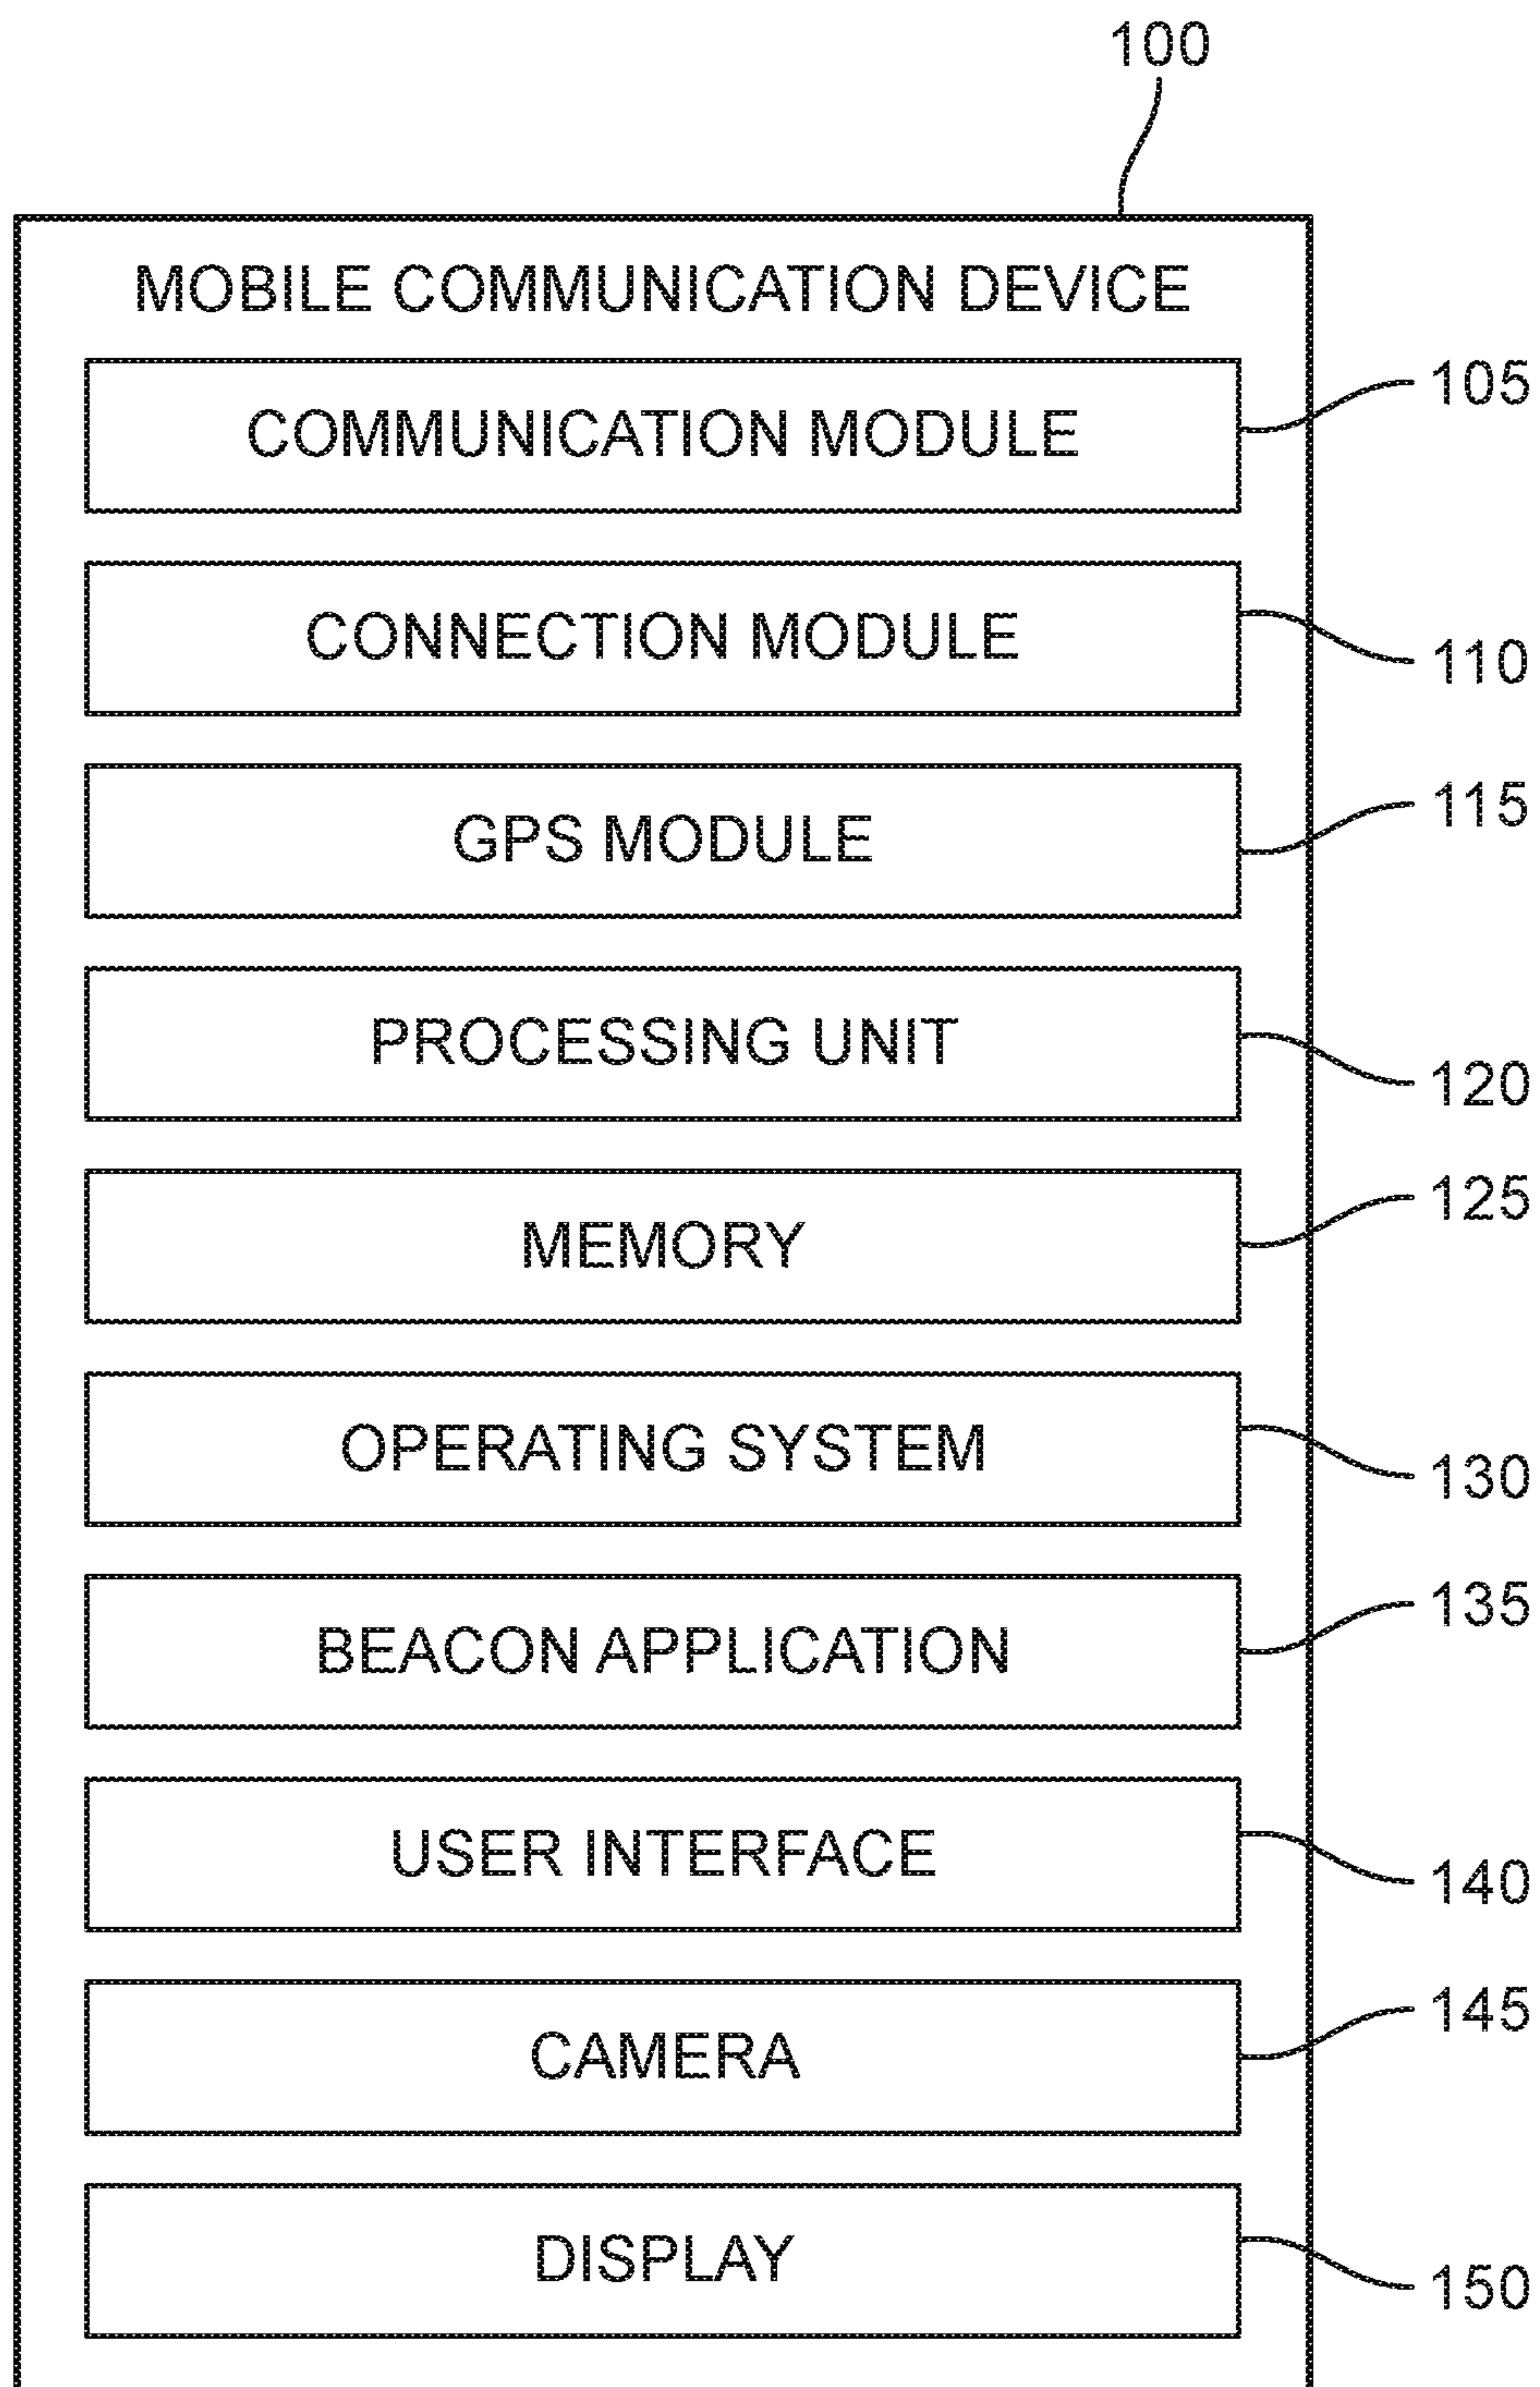 100
MOBILE COMMUNICATION DEVICE
COMMUNICATION MODULE
105
CONNECTION MODULE
110
GPS MODULE
115
PROCESSING UNIT
120
MEMORY
125
OPERATING SYSTEM
130
BEACON APPLICATION
135
USER INTERFACE
140
CAMERA
145
DISPLAY
150